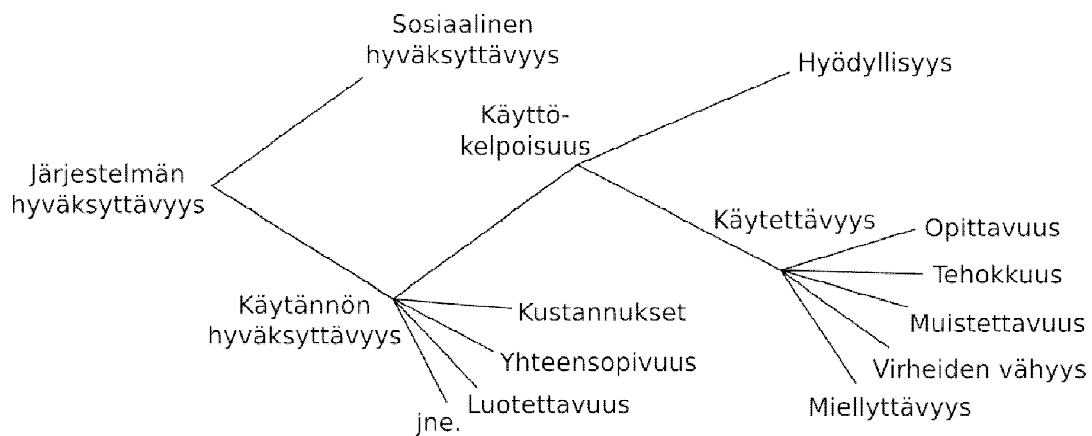 Sosiaalinen
hyväksyttävyys
Hyödyllisyys
Käyttö-
kelpoisuus
Järjestelmän
hyväksyttävyys
Käytettävyys
Opittavuus
Tehokkuus
Käytännön
hyväksyttävyys
Kustannukset
Muistettavuus
Yhteensopivuus
Virheiden vähyys
Luotettavuus
Miellyttävyys
jne.